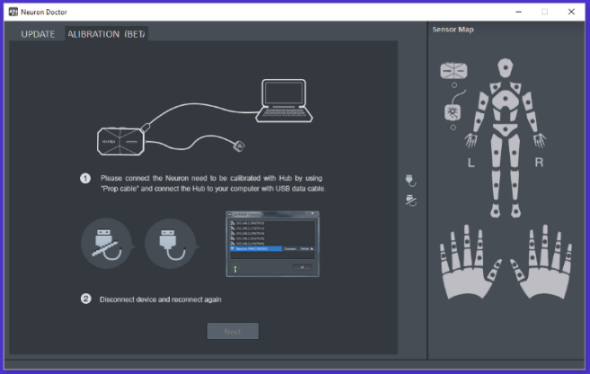 Neuron Doctor
UPDATE
ALIBRATION (BETA
Sensor Map
1 Please connect the Neuron need to be calibrated with Hub by using
"Prop cable" and connect the Hub to your computer with USB data cable.
L
R
2 Disconnect device and reconnect again
Next